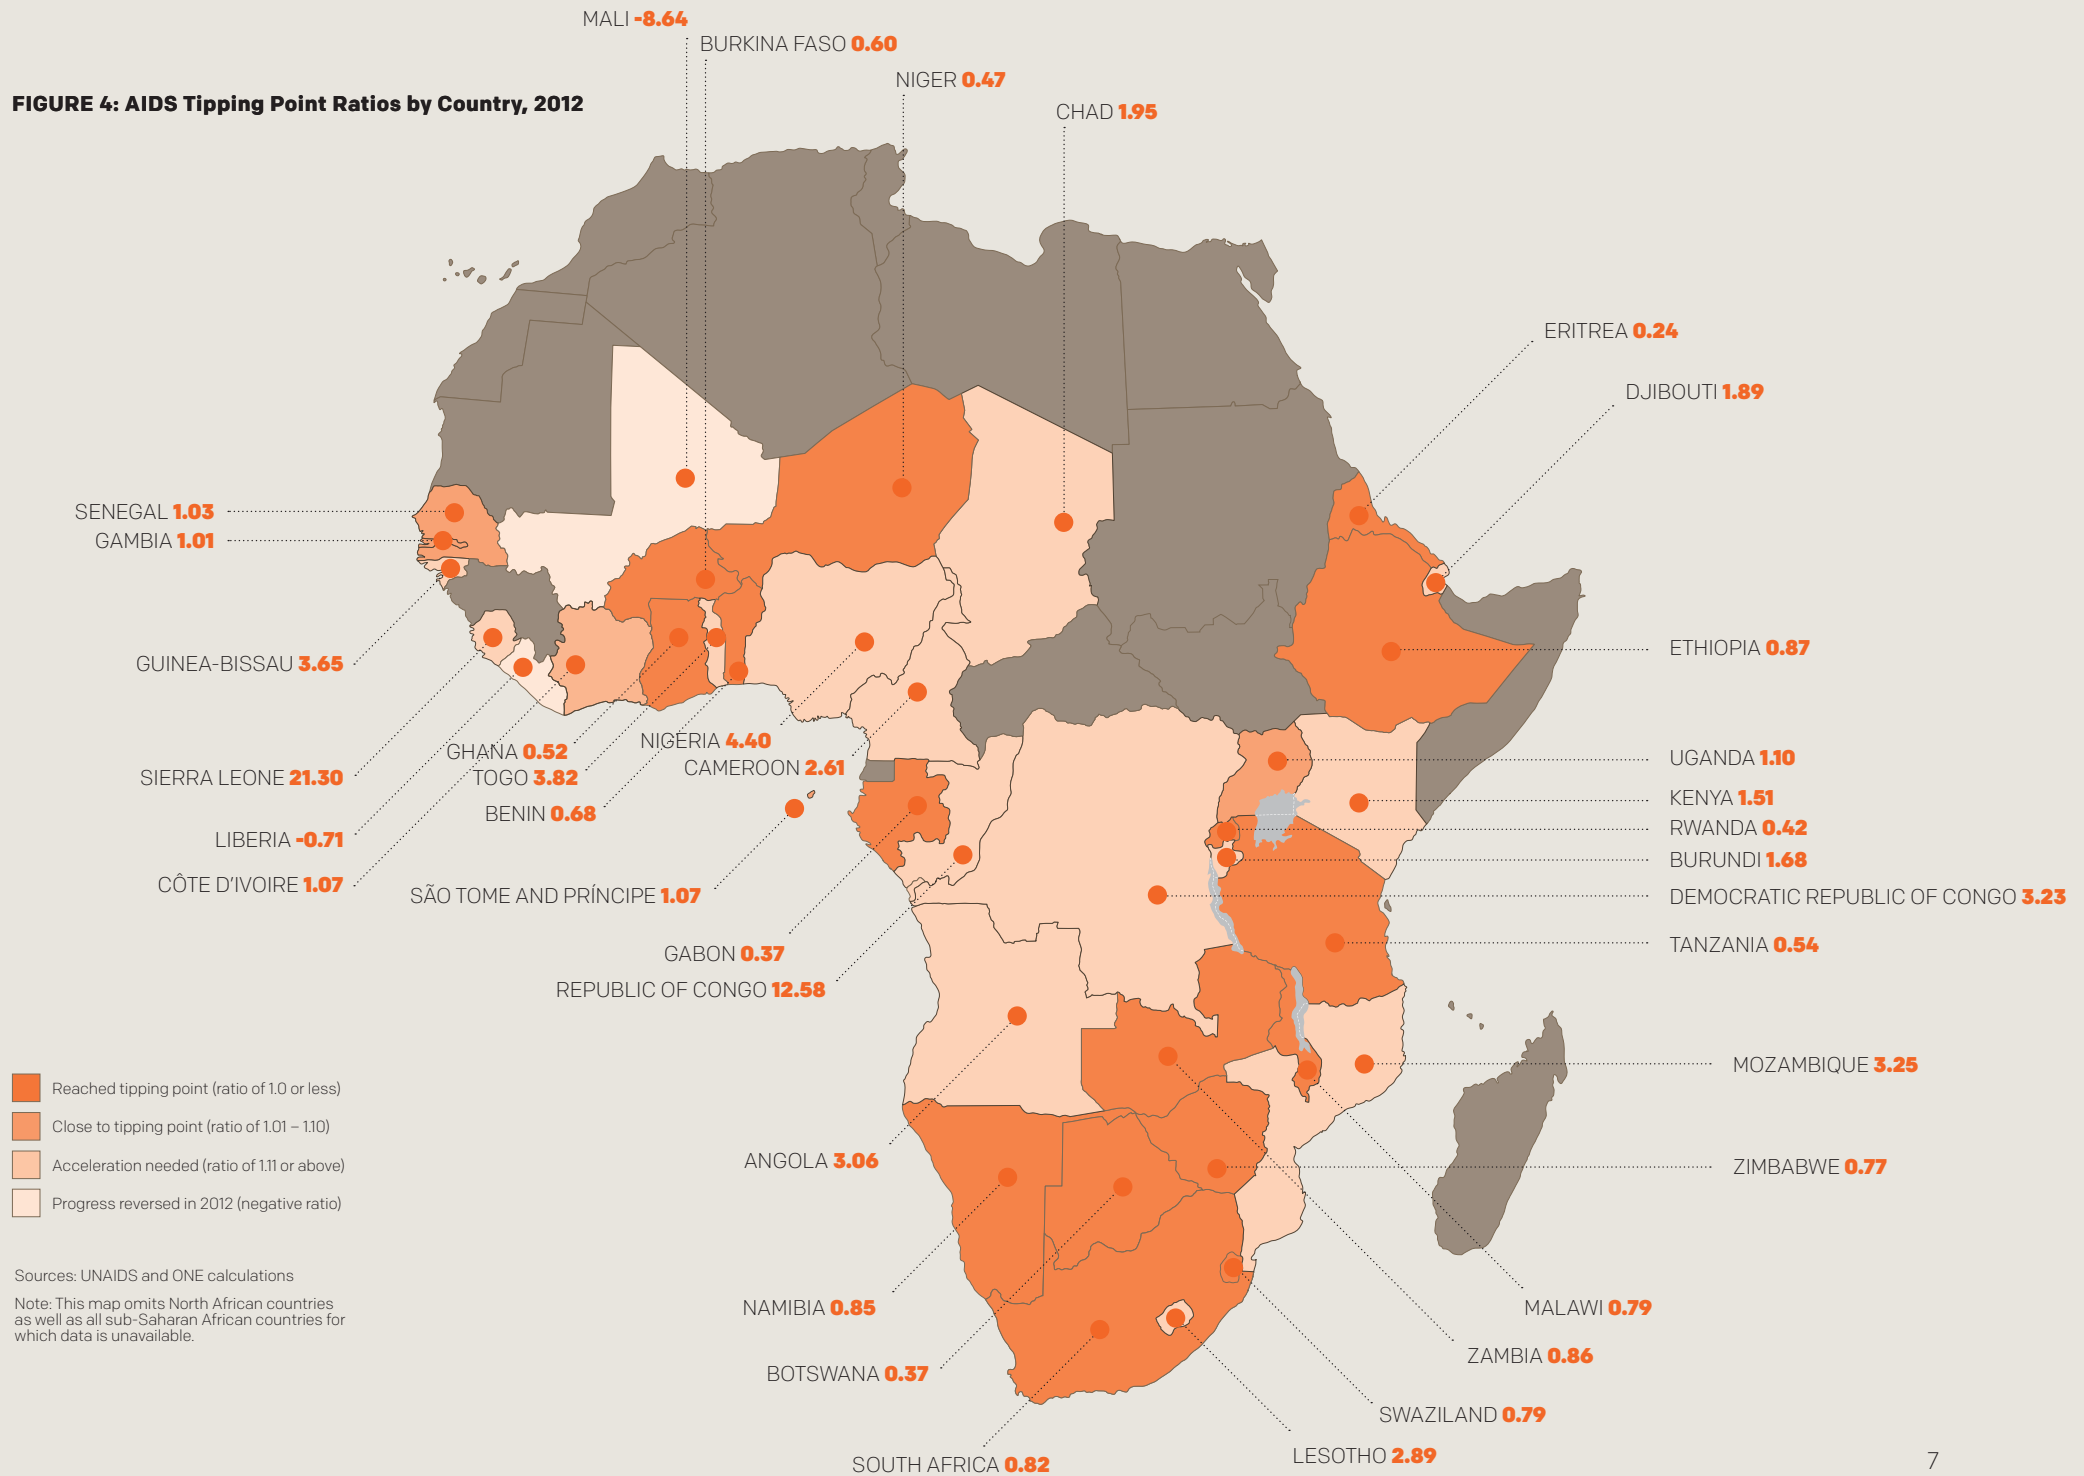 MALI -8.64
BURKINA FASO 0.60
NIGER 0.47
FIGURE 4: AIDS Tipping Point Ratios by Country, 2012
CHAD 1.95
ERITREA 0.24
DJIBOUTI 1.89
SENEGAL 1.03
GAMBIA 1.01
GUINEA-BISSAU 3.65
ETHIOPIA 0.87
GHANA 0.52
NIGERIA 4.40
UGANDA 1.10
SIERRA LEONE 21.30
TOGO 3.82
CAMEROON 2.61
KENYA 1.51
BENIN 0.68
RWANDA 0.42
LIBERIA -0.71
BURUNDI 1.68
CÔTE D'IVOIRE 1.07
SÃO TOME AND PRÍNCIPE 1.07
DEMOCRATIC REPUBLIC OF CONGO 3.23
GABON 0.37
TANZANIA 0.54
REPUBLIC OF CONGO 12.58
MOZAMBIQUE 3.25
Reached tipping point (ratio of 1.0 or less)
Close to tipping point (ratio of 1.01 – 1.10)
Acceleration needed (ratio of 1.11 or above)
Progress reversed in 2012 (negative ratio)
ANGOLA 3.06
ZIMBABWE 0.77
Sources: UNAIDS and ONE calculations
Note: This map omits North African countries
as well as all sub-Saharan African countries for
which data is unavailable.
NAMIBIA 0.85
MALAWI 0.79
ZAMBIA 0.86
BOTSWANA 0.37
SWAZILAND 0.79
LESOTHO 2.89
SOUTH AFRICA 0.82
7